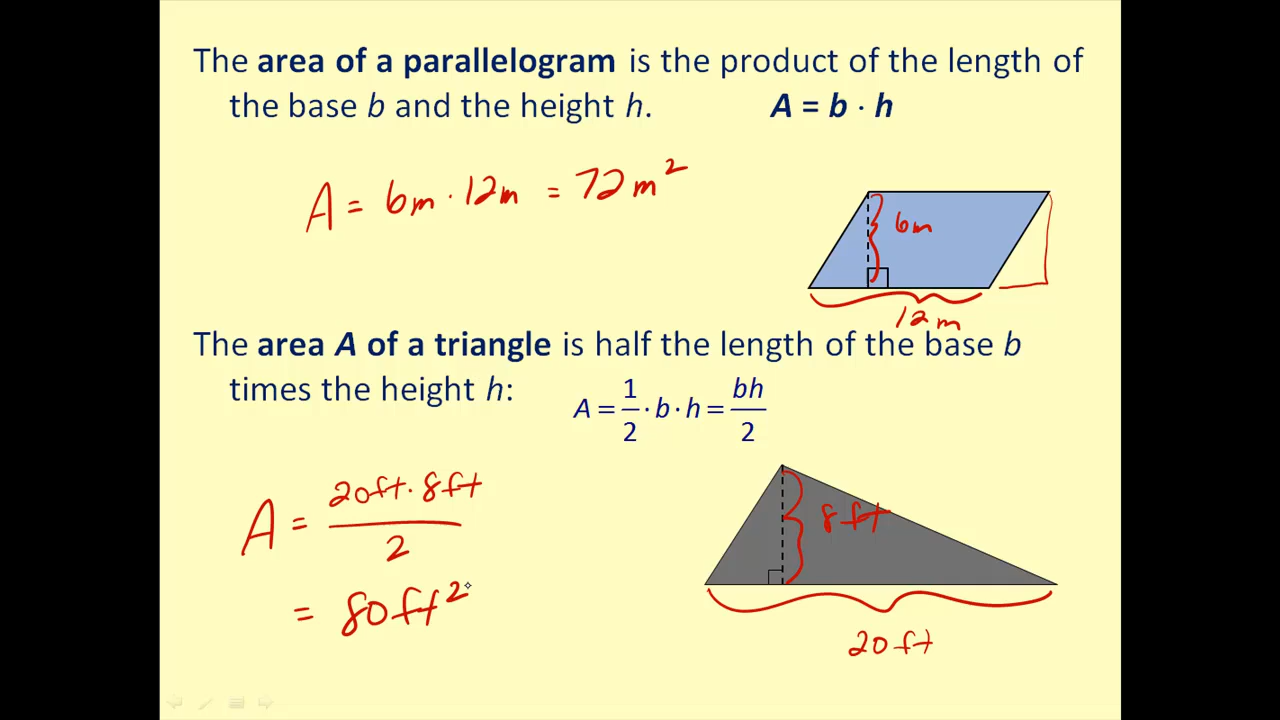 The area of a parallelogram is the product of the length of
the base b and the height h. A = b · h
A = 6m · 12m = 72m²
6m
12m
The area A of a triangle is half the length of the base b
times the height h: A = 1/2 · b · h = bh/2
A = 20ft · 8ft / 2
= 80ft²
8ft
20ft